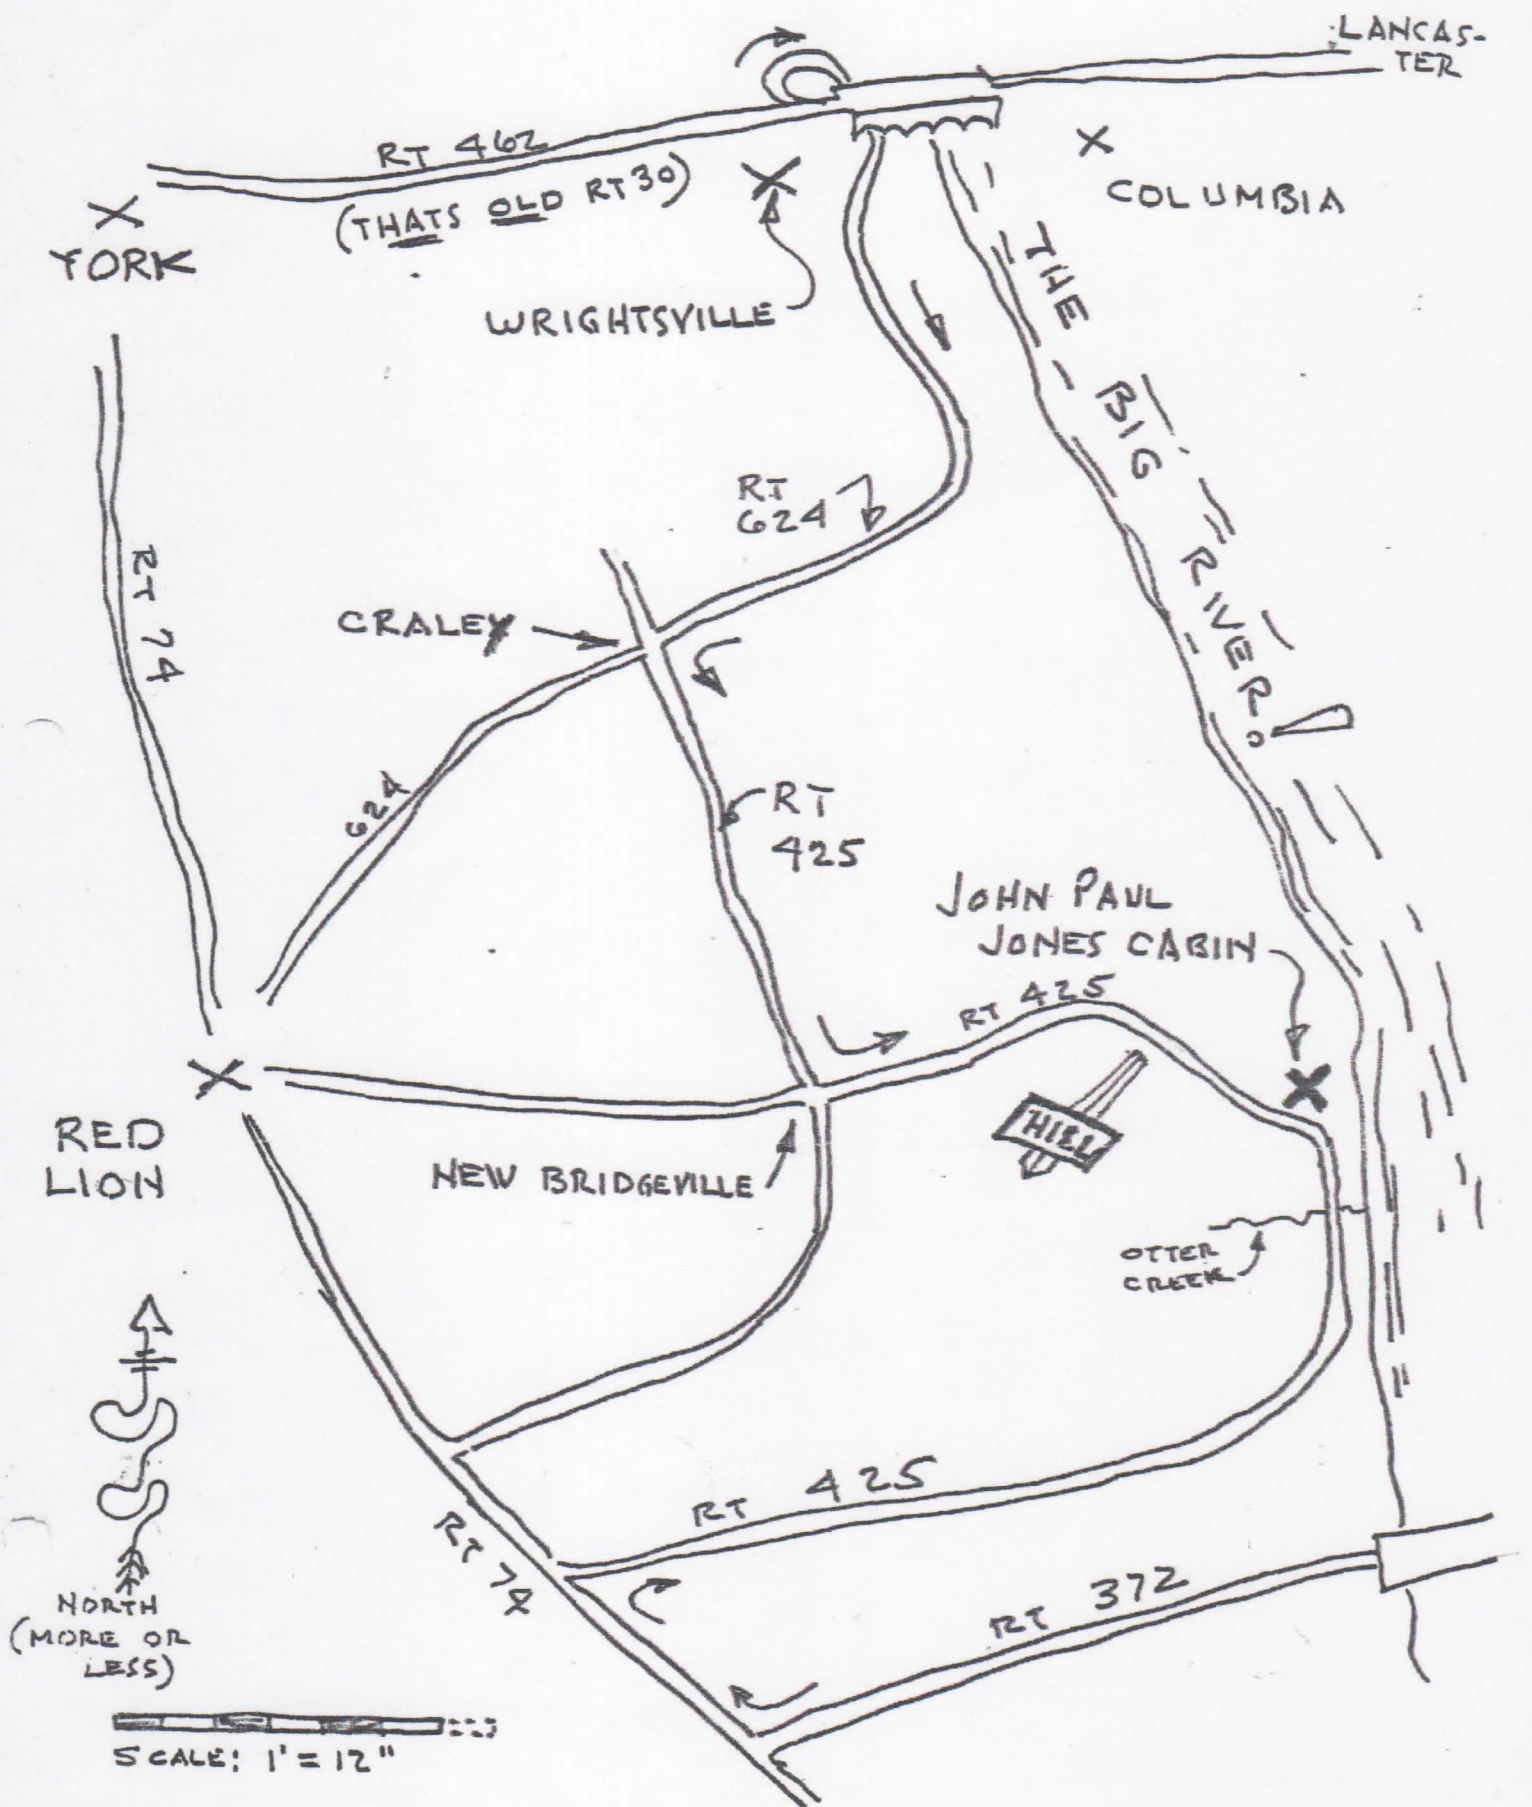 LANCAS-
TER
RT 462
(THATS OLD RT 30)
COLUMBIA
YORK
WRIGHTSVILLE
THE BIG RIVER!
RT
624
RT 74
CRALEY
624
RT
425
JOHN PAUL
JONES CABIN
RT 425
HILL
RED
LION
NEW BRIDGEVILLE
OTTER
CREEK
RT 425
RT 74
RT 372
NORTH
(MORE OR
LESS)
SCALE: 1' = 12"